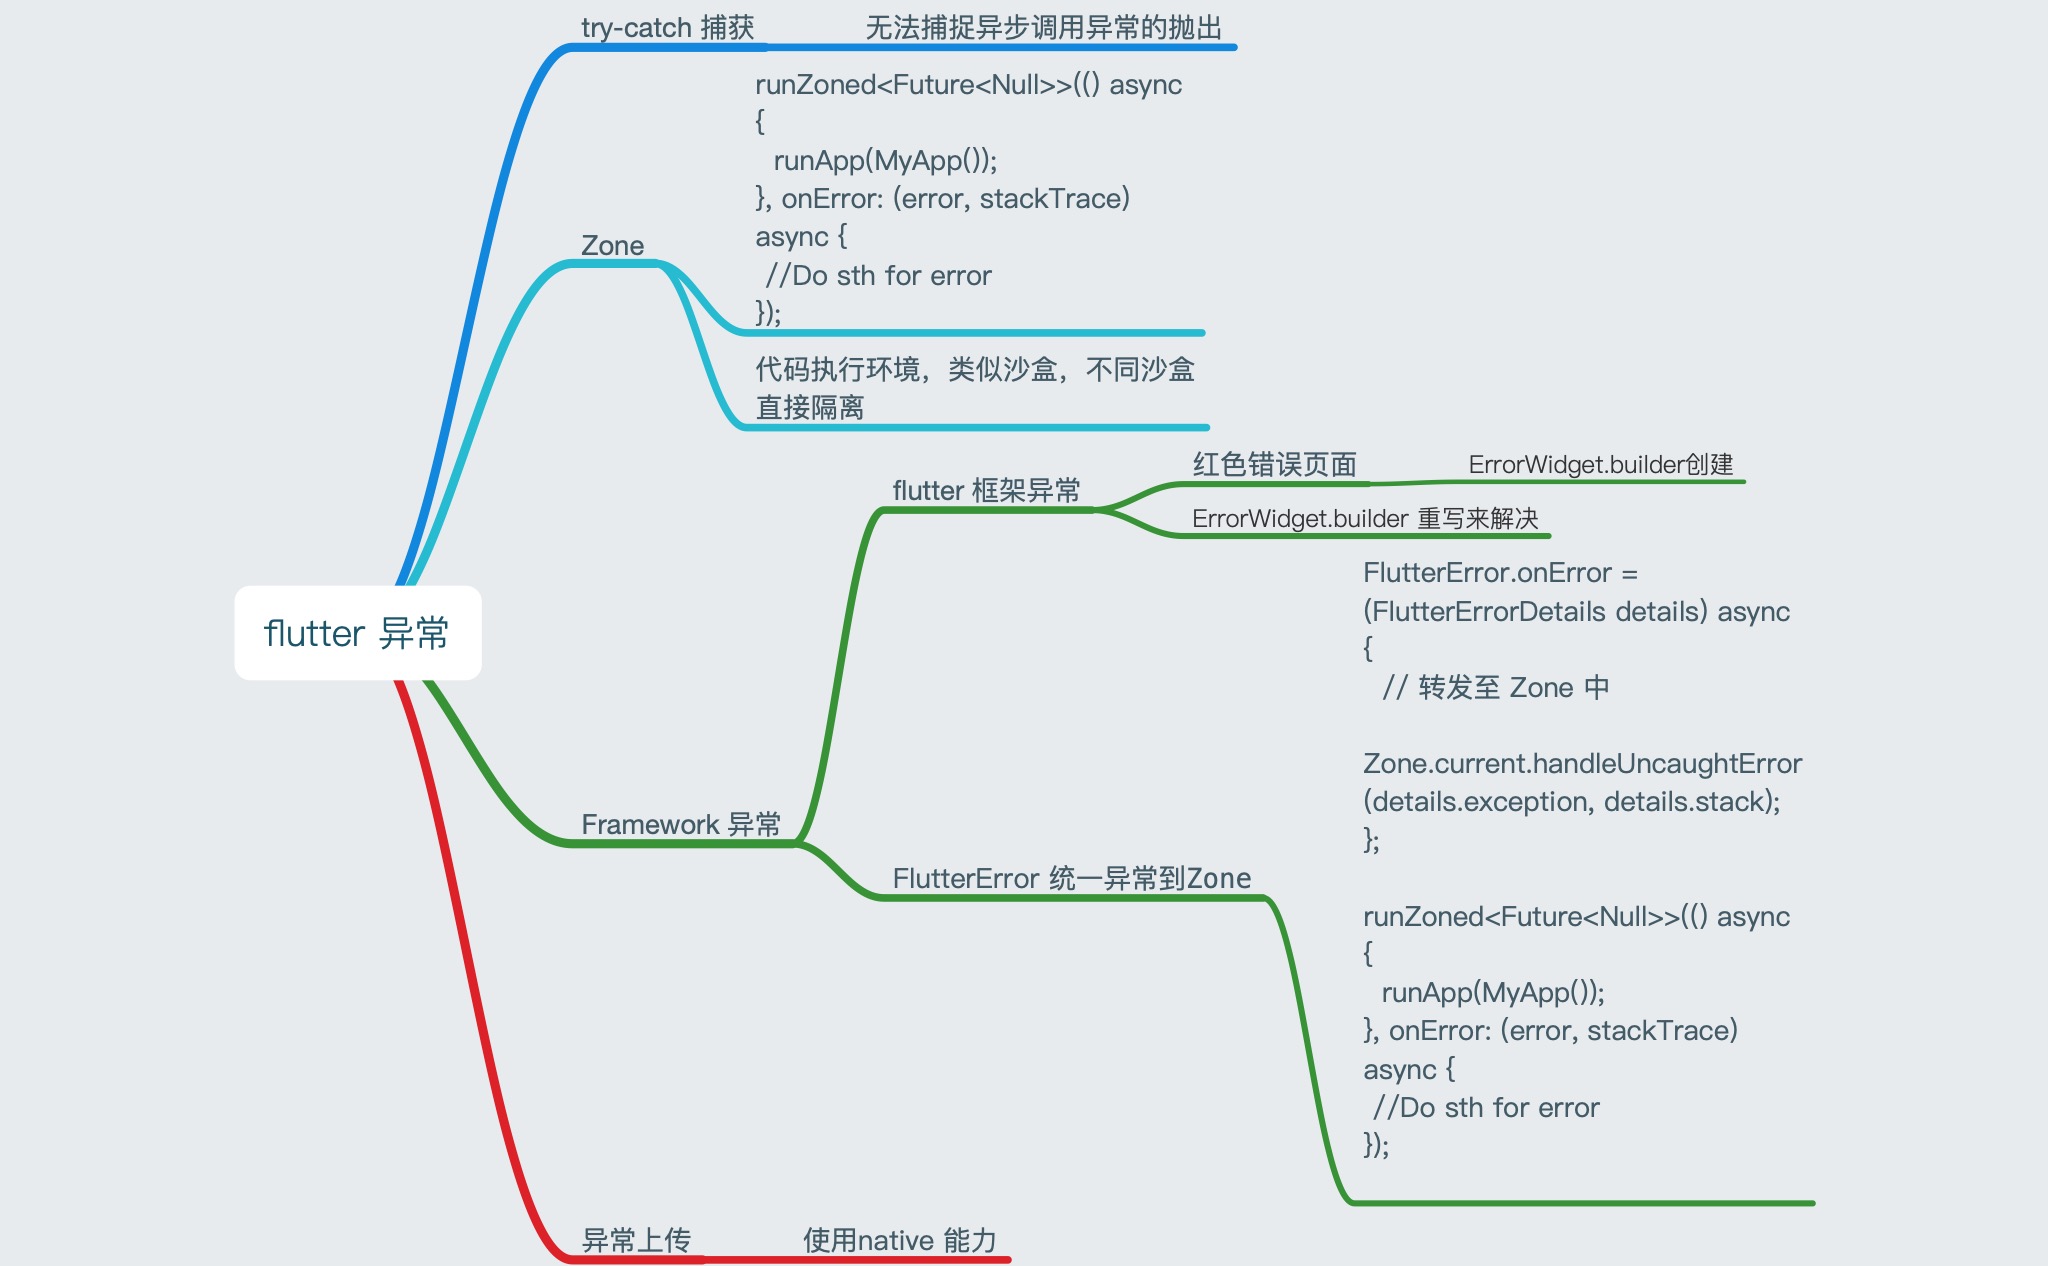 try-catch 捕获
无法捕捉异步调用异常的抛出
runZoned<Future<Null>>(() async
{
runApp(MyApp());
}, onError: (error, stackTrace)
async {
//Do sth for error
});
Zone
代码执行环境，类似沙盒，不同沙盒
直接隔离
flutter 异常
Framework 异常
flutter 框架异常
红色错误页面
ErrorWidget.builder创建
ErrorWidget.builder 重写来解决
FlutterError 统一异常到Zone
FlutterError.onError =
(FlutterErrorDetails details) async
{
// 转发至 Zone 中
Zone.current.handleUncaughtError
(details.exception, details.stack);
};
runZoned<Future<Null>>(() async
{
runApp(MyApp());
}, onError: (error, stackTrace)
async {
//Do sth for error
});
异常上传
使用native 能力